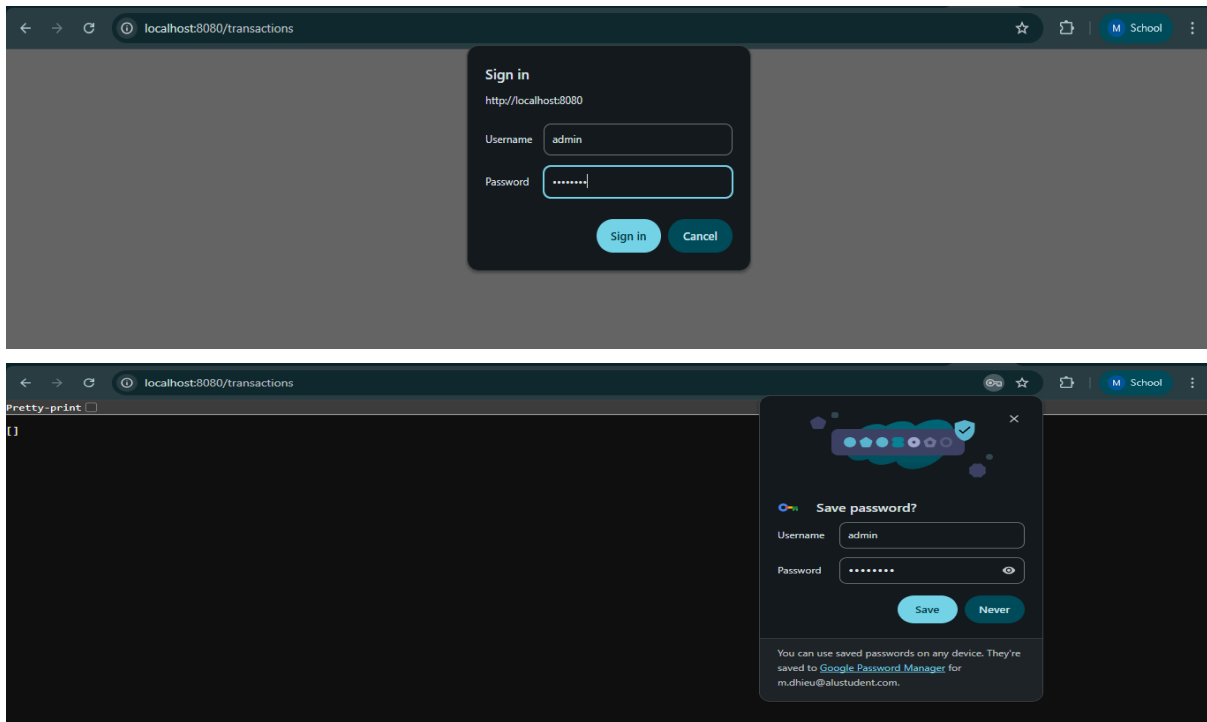 localhost:8080/transactions
M School
Sign in
http://localhost:8080
Username admin
Password ••••••••
Sign in Cancel
localhost:8080/transactions
M School
Pretty-print
[]
Save password?
Username admin
Password ••••••••
Save Never
You can use saved passwords on any device. They're
saved to Google Password Manager for
m.dhieu@alustudent.com.